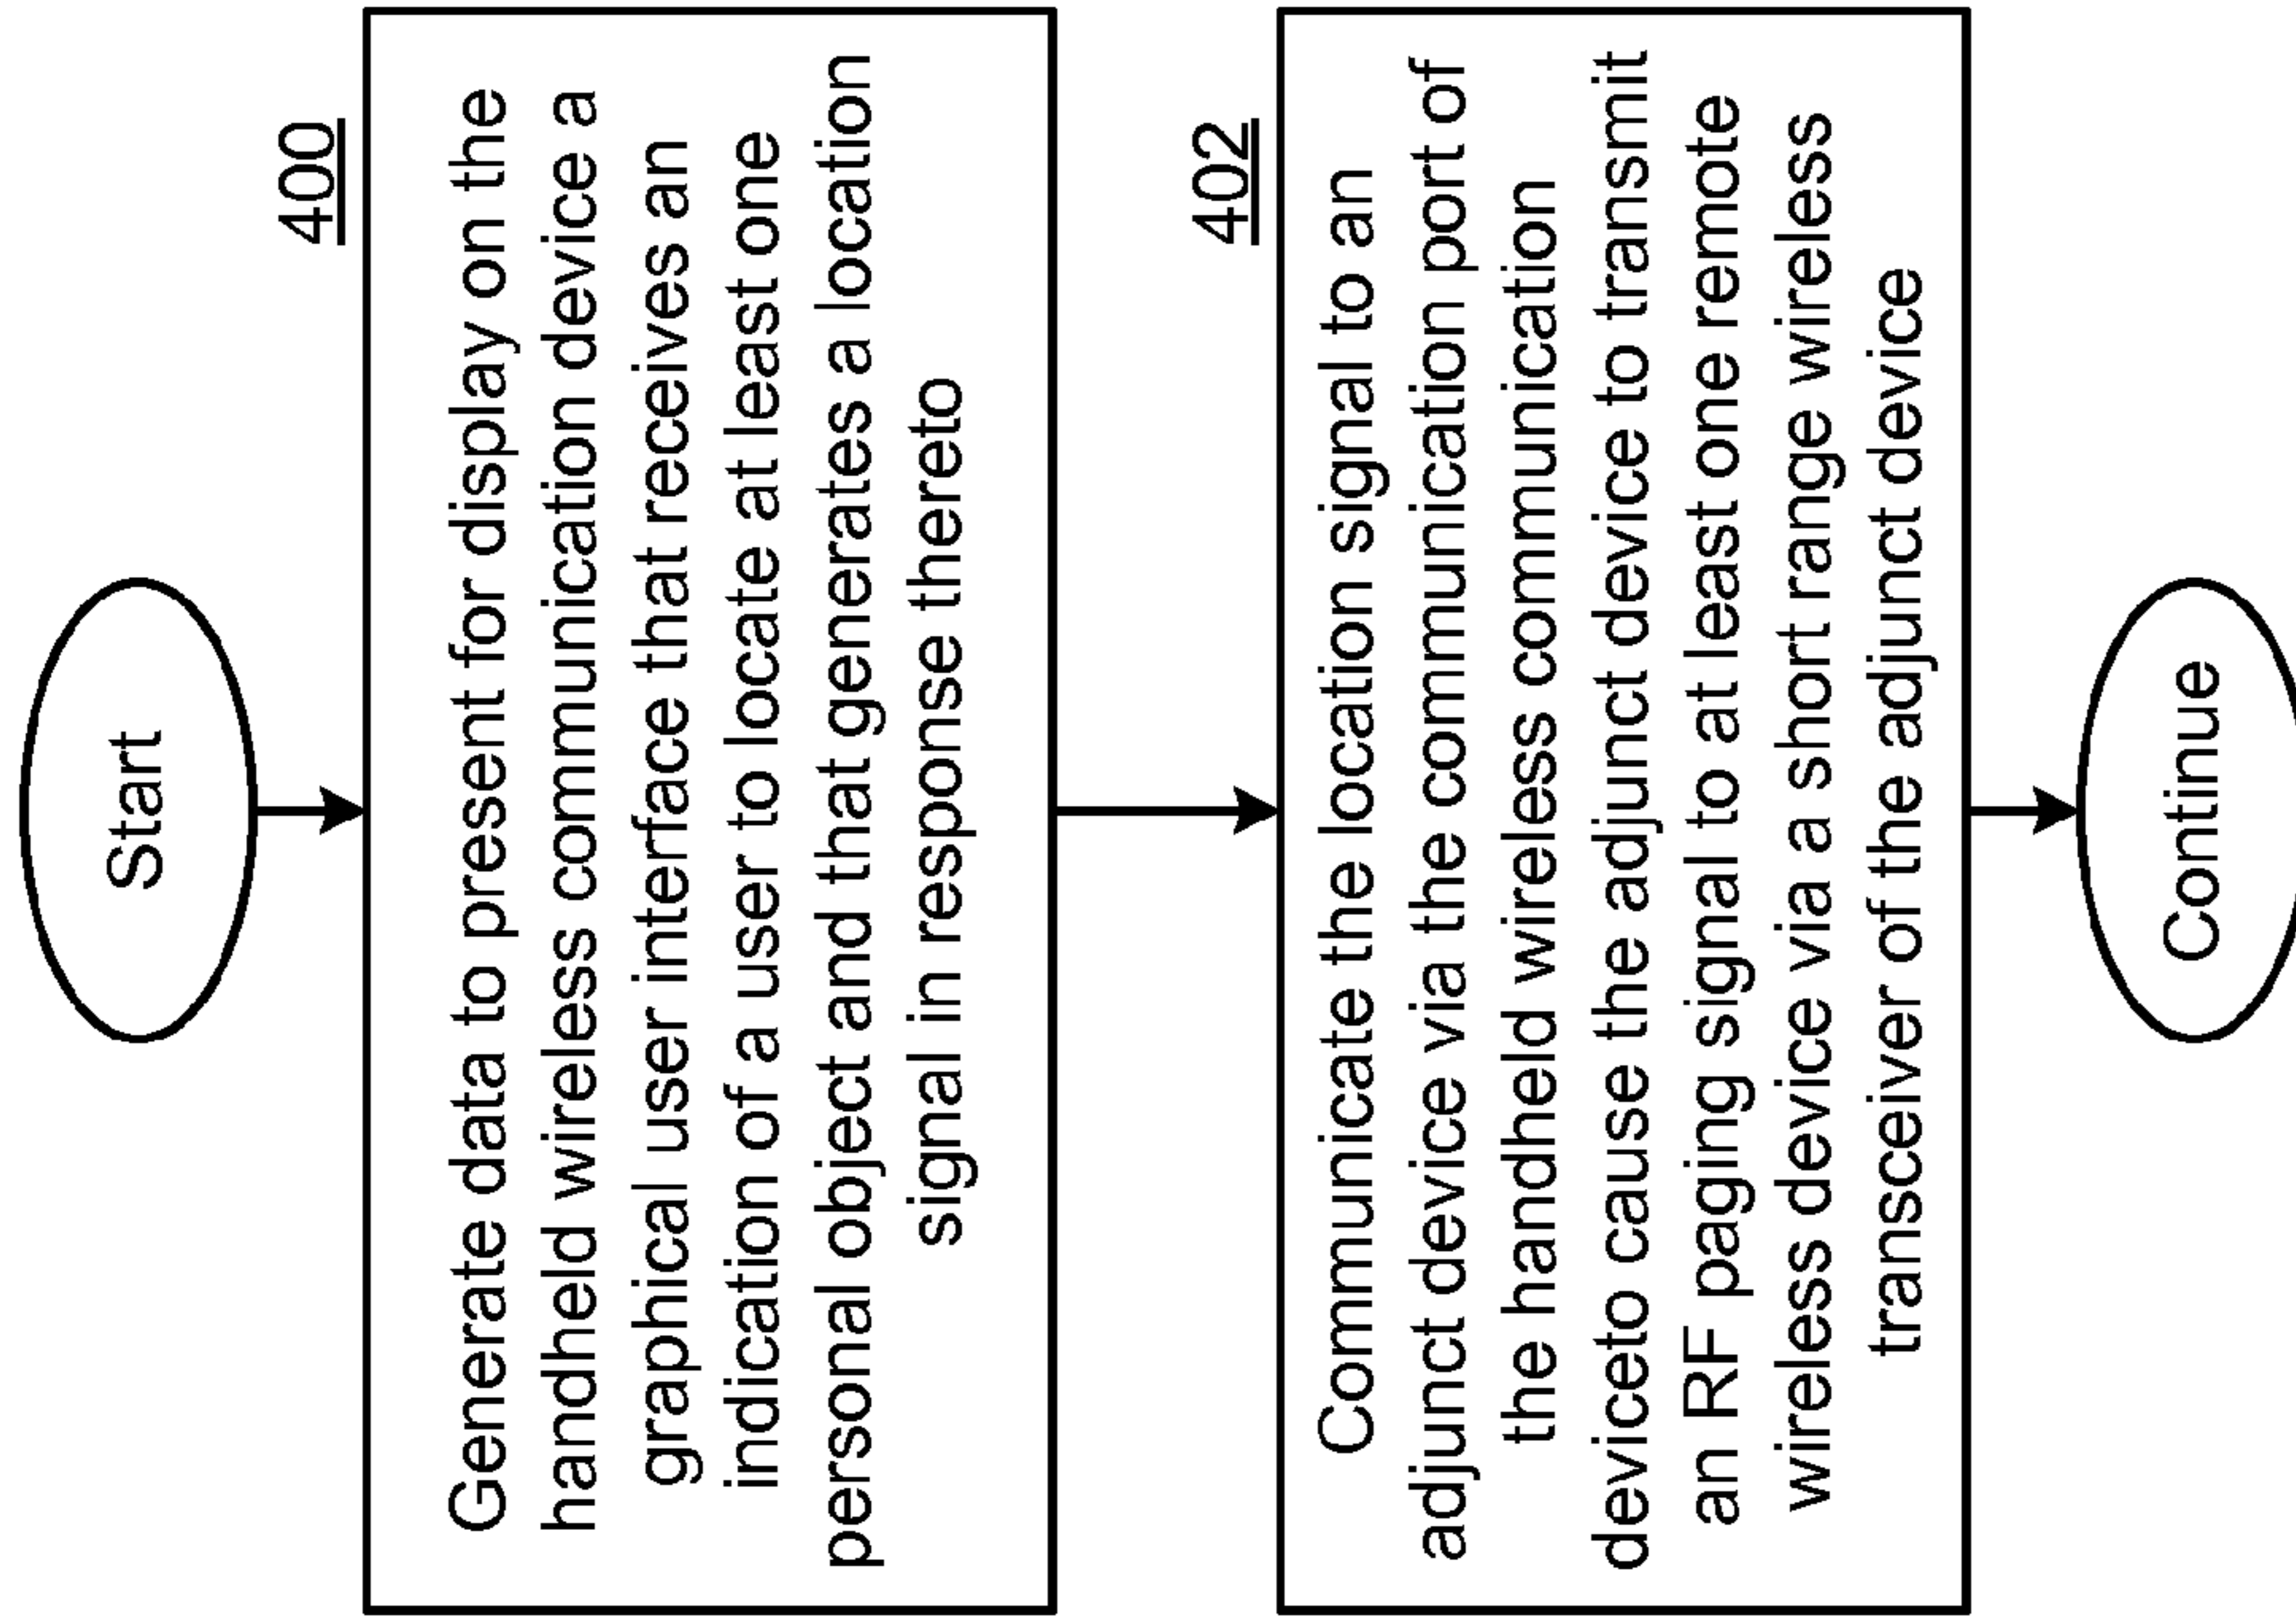 Start
400
Generate data to present for display on the
handheld wireless communication device a
graphical user interface that receives an
indication of a user to locate at least one
personal object and that generates a location
signal in response thereto
402
Communicate the location signal to an
adjunct device via the communication port of
the handheld wireless communication
deviceto cause the adjunct device to transmit
an RF paging signal to at least one remote
wireless device via a short range wireless
transceiver of the adjunct device
Continue